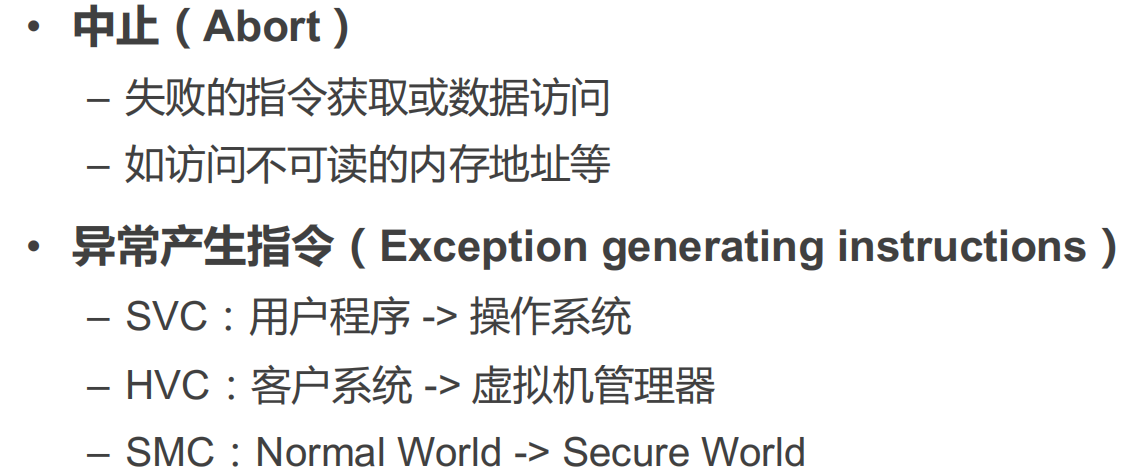 • 中止（Abort）
– 失败的指令获取或数据访问
– 如访问不可读的内存地址等
• 异常产生指令（Exception generating instructions）
– SVC：用户程序 -> 操作系统
– HVC：客户系统 -> 虚拟机管理器
– SMC：Normal World -> Secure World